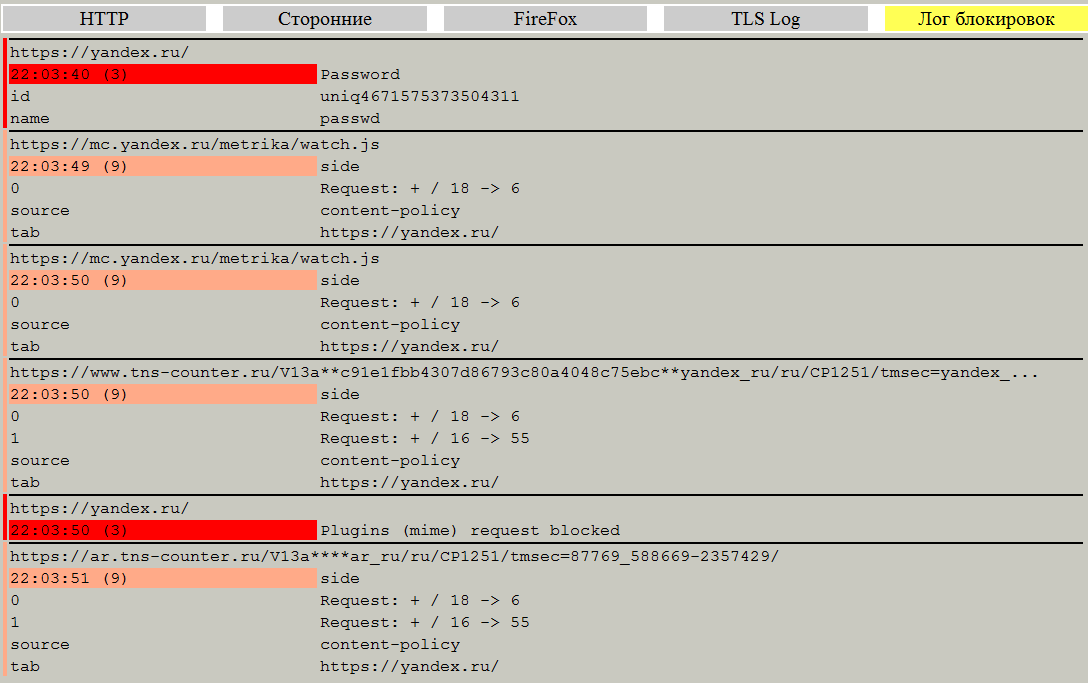 HTTP Сторонние FireFox TLS Log Лог блокировок
https://yandex.ru/
22:03:40 (3) Password
id uniq4671575373504311
name passwd
https://mc.yandex.ru/metrika/watch.js
22:03:49 (9) side
0 Request: + / 18 -> 6
source content-policy
tab https://yandex.ru/
https://mc.yandex.ru/metrika/watch.js
22:03:50 (9) side
0 Request: + / 18 -> 6
source content-policy
tab https://yandex.ru/
https://www.tns-counter.ru/V13a**c91e1fbb4307d86793c80a4048c75ebc**yandex_ru/ru/CP1251/tmsec=yandex_...
22:03:50 (9) side
0 Request: + / 18 -> 6
1 Request: + / 16 -> 55
source content-policy
tab https://yandex.ru/
https://yandex.ru/
22:03:50 (3) Plugins (mime) request blocked
https://ar.tns-counter.ru/V13a****ar_ru/ru/CP1251/tmsec=87769_588669-2357429/
22:03:51 (9) side
0 Request: + / 18 -> 6
1 Request: + / 16 -> 55
source content-policy
tab https://yandex.ru/